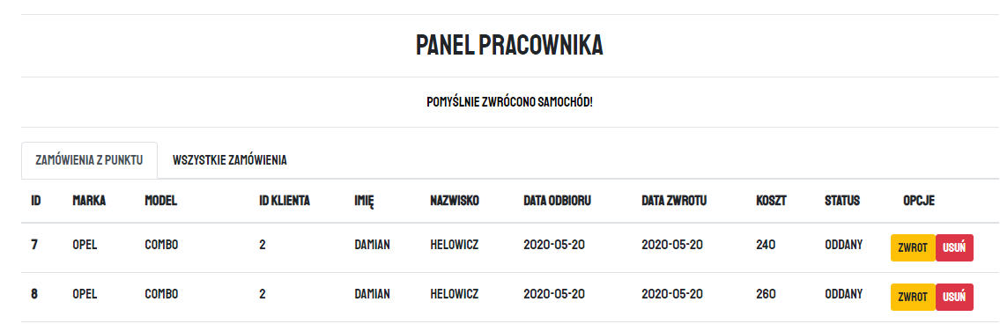 PANEL PRACOWNIKA
POMYŚLNIE ZWRÓCONO SAMOCHÓD!
ZAMÓWIENIA Z PUNKTU WSZYSTKIE ZAMÓWIENIA
ID MARKA MODEL ID KLIENTA IMIĘ NAZWISKO DATA ODBIORU DATA ZWROTU KOSZT STATUS OPCJE
7 OPEL COMBO 2 DAMIAN HELOWICZ 2020-05-20 2020-05-20 240 ODDANY ZWROT USUŃ
8 OPEL COMBO 2 DAMIAN HELOWICZ 2020-05-20 2020-05-20 260 ODDANY ZWROT USUŃ